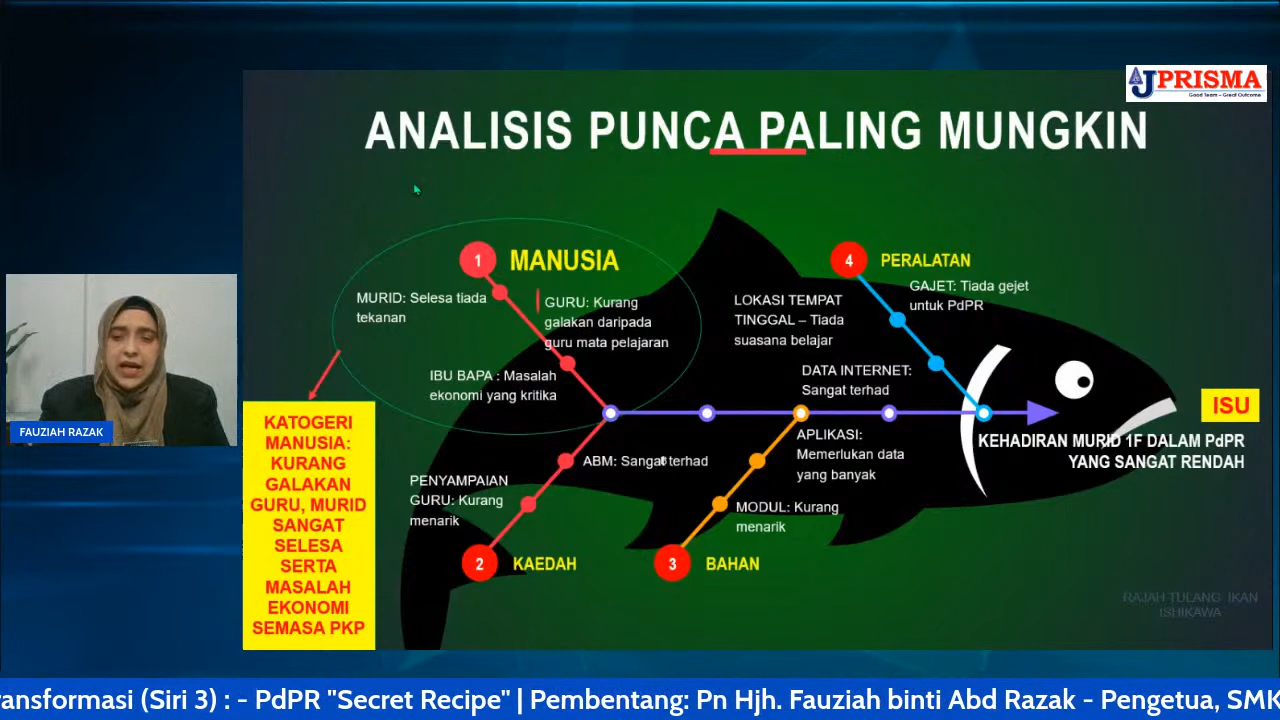 JPRISMA
Good Team - Great Outcome
ANALISIS PUNCA PALING MUNGKIN
1
MANUSIA
MURID: Selesa tiada
tekanan
GURU: Kurang
galakan daripada
guru mata pelajaran
IBU BAPA : Masalah
ekonomi yang kritika
4
PERALATAN
GAJET: Tiada gejet
untuk PdPR
LOKASI TEMPAT
TINGGAL – Tiada
suasana belajar
DATA INTERNET:
Sangat terhad
ISU
KEHADIRAN MURID 1F DALAM PdPR
YANG SANGAT RENDAH
KATOGERI
MANUSIA:
KURANG
GALAKAN
GURU, MURID
SANGAT
SELESA
SERTA
MASALAH
EKONOMI
SEMASA PKP
ABM: Sangat terhad
PENYAMPAIAN
GURU: Kurang
menarik
2
KAEDAH
APLIKASI:
Memerlukan data
yang banyak
MODUL: Kurang
menarik
3
BAHAN
RAJAH TULANG IKAN
ISHIKAWA
FAUZIAH RAZAK
ransformasi (Siri 3) : - PdPR "Secret Recipe" | Pembentang: Pn Hjh. Fauziah binti Abd Razak - Pengetua, SMK